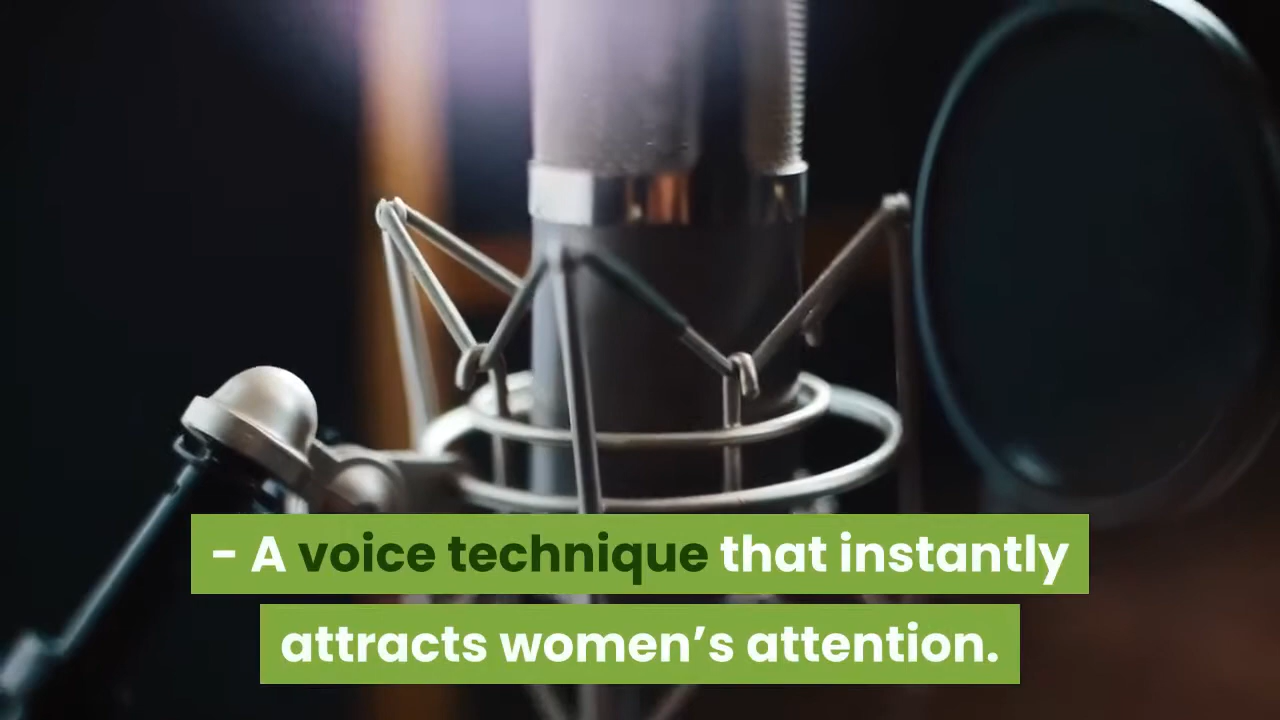 - A voice technique that instantly
attracts women’s attention.